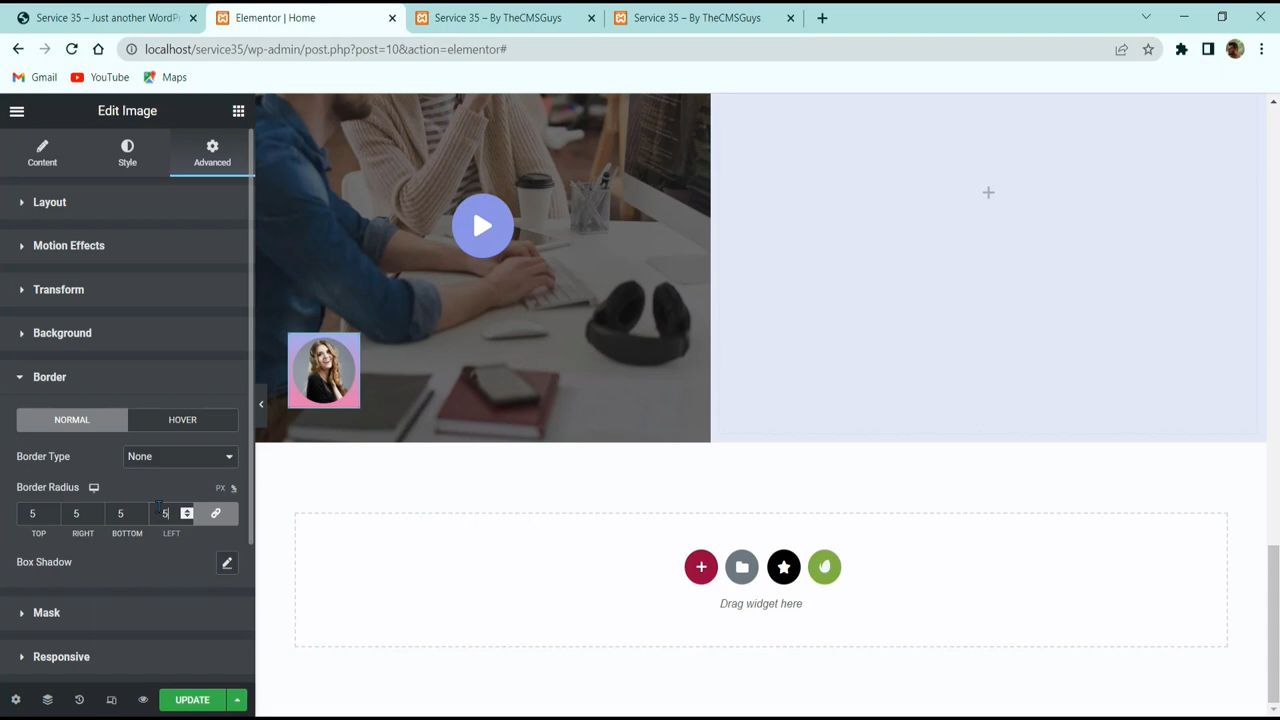 Service 35 – Just another WordPr
Elementor | Home
Service 35 – By TheCMSGuys
Service 35 – By TheCMSGuys
localhost/service35/wp-admin/post.php?post=10&action=elementor#
Gmail
YouTube
Maps
Edit Image
Content
Style
Advanced
Layout
Motion Effects
Transform
Background
Border
NORMAL
HOVER
Border Type
None
Border Radius
PX
%
5
5
5
5
TOP
RIGHT
BOTTOM
LEFT
Box Shadow
Mask
Responsive
UPDATE
Drag widget here